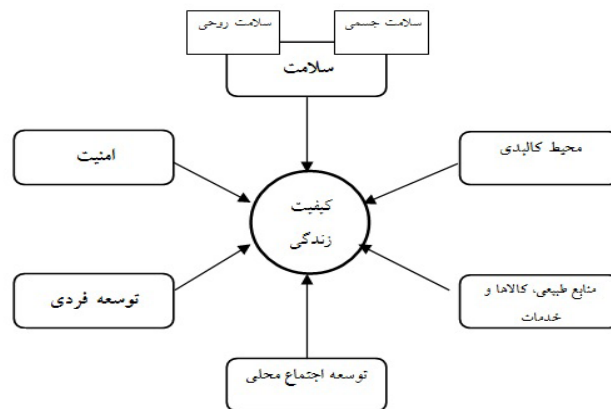 سلامت جسمی
سلامت روحی
سلامت
محیط کالبدی
امنیت
کیفیت
زندگی
منابع طبیعی، کالاها و
خدمات
توسعه فردی
توسعه اجتماع محلی